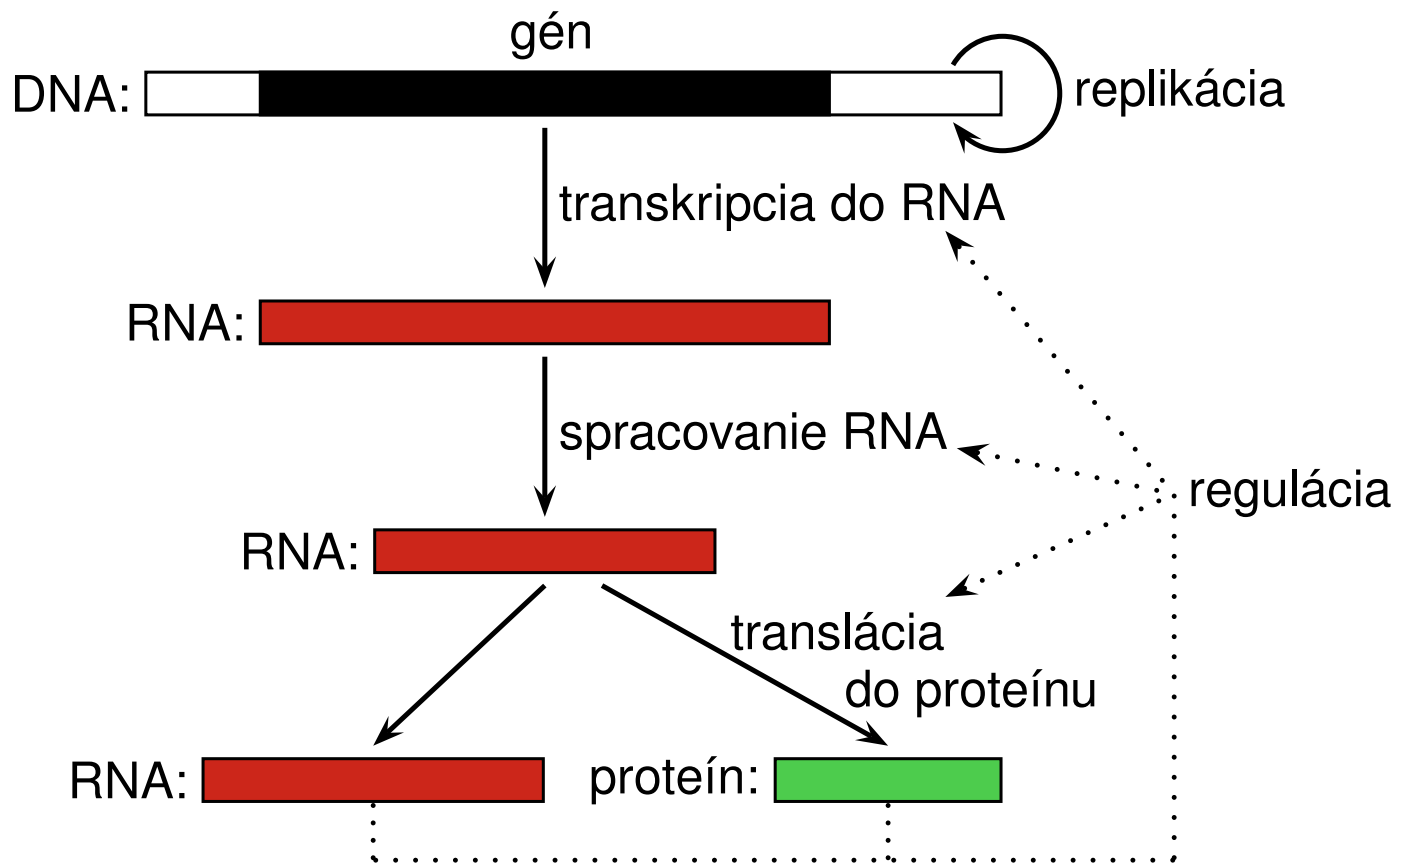 gén
DNA:
replikácia
transkripcia do RNA
RNA:
spracovanie RNA
regulácia
RNA:
translácia
do proteínu
RNA:
proteín: